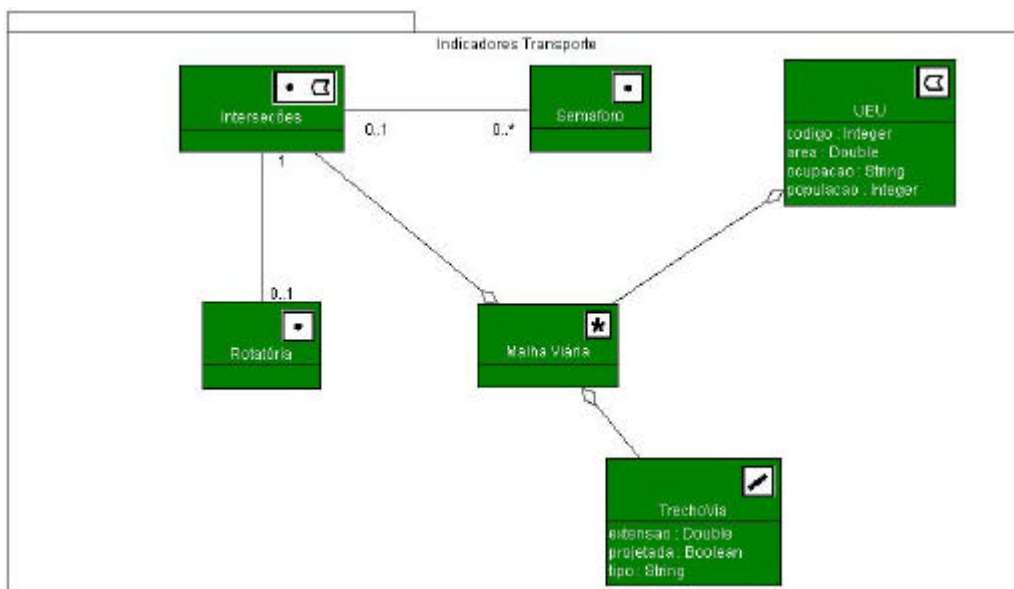 Indicadores Transporte
Interseções
0..1
0..*
Semaforo
UEU
codigo : Integer
area : Double
ocupacao : String
populacao : Integer
1
0..1
Rotatória
*
Malha Viária
TrechoVia
extensao : Double
projetada : Boolean
tipo : String